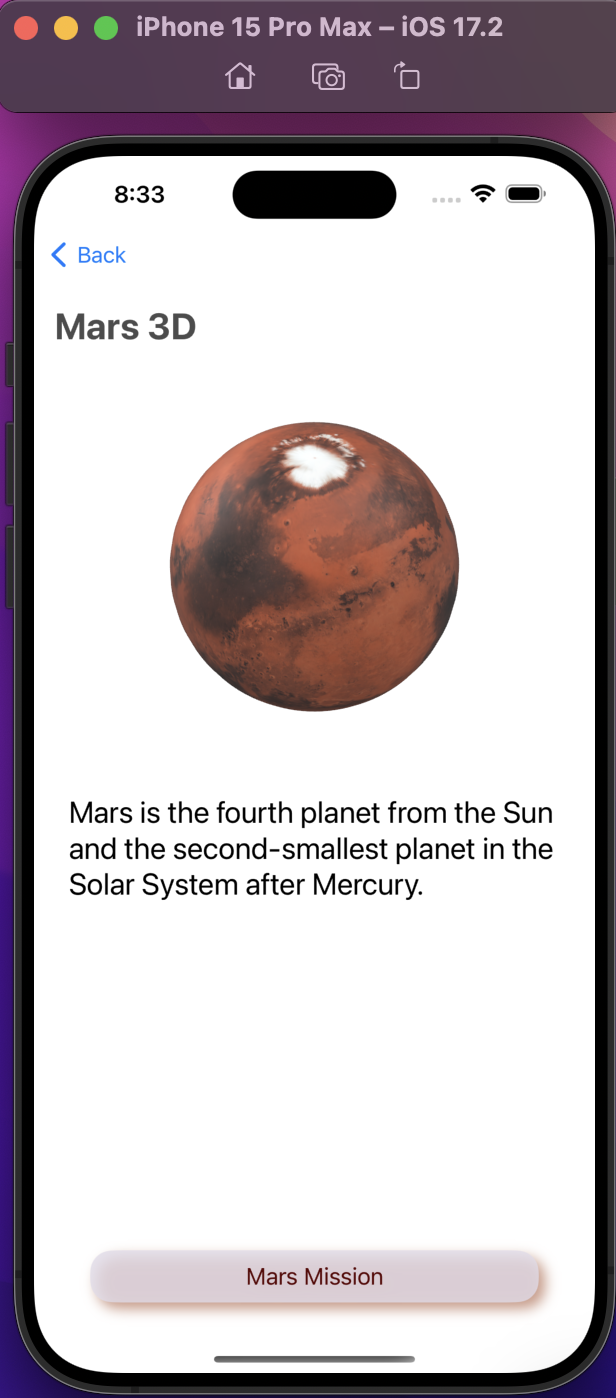 iPhone 15 Pro Max – iOS 17.2
8:33
Back
Mars 3D
Mars is the fourth planet from the Sun
and the second-smallest planet in the
Solar System after Mercury.
Mars Mission